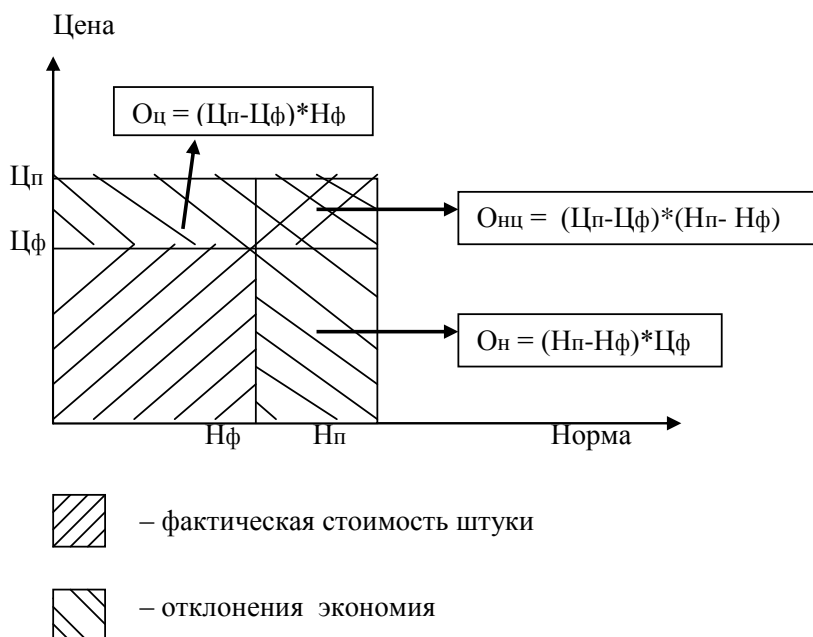 Цена
Оц = (Цп-Цф)*Нф
Цп
Онц = (Цп-Цф)*(Нп- Нф)
Цф
Он = (Нп-Нф)*Цф
Нф Нп Норма
– фактическая стоимость штуки
– отклонения экономия